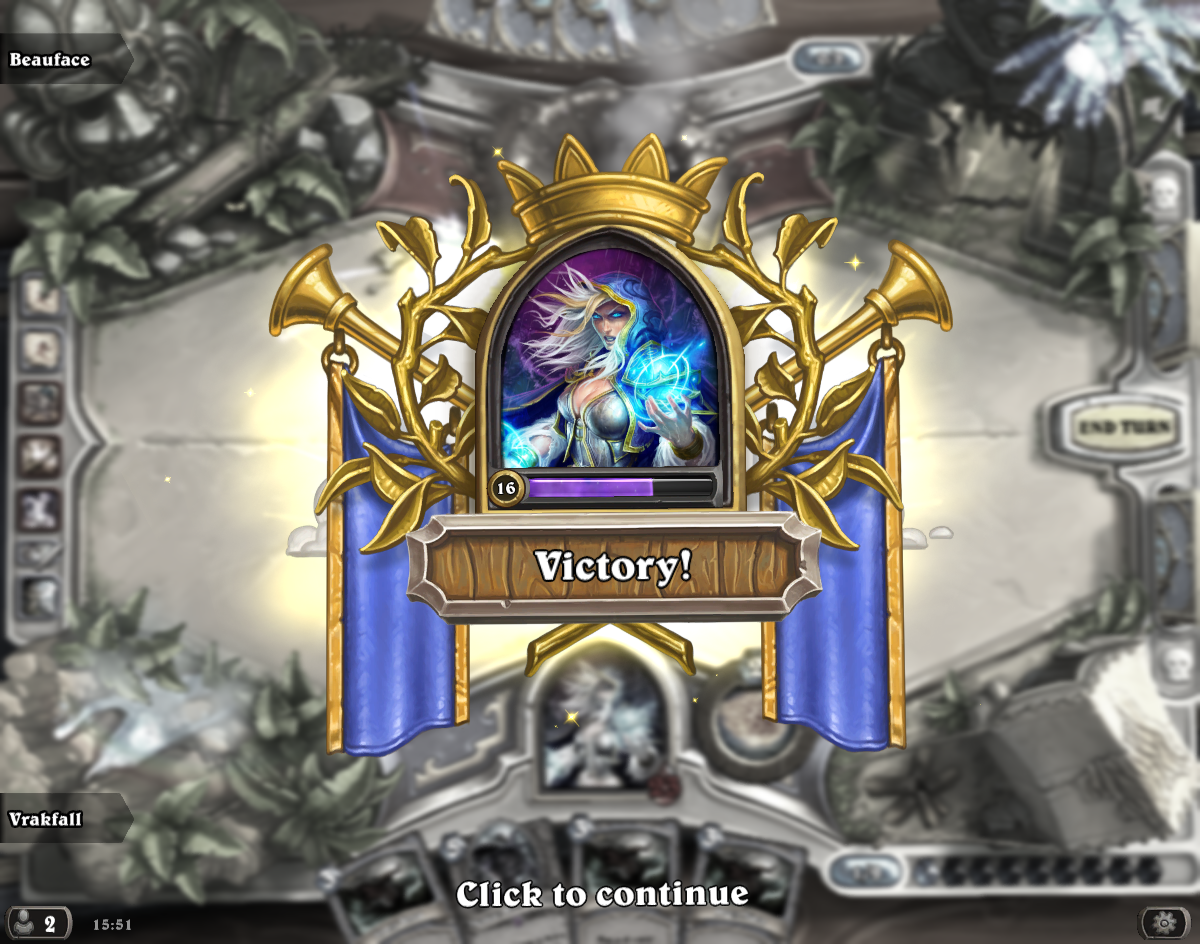 Beauface
END TURN
16
Victory!
Vrakfall
Click to continue
2
15:51